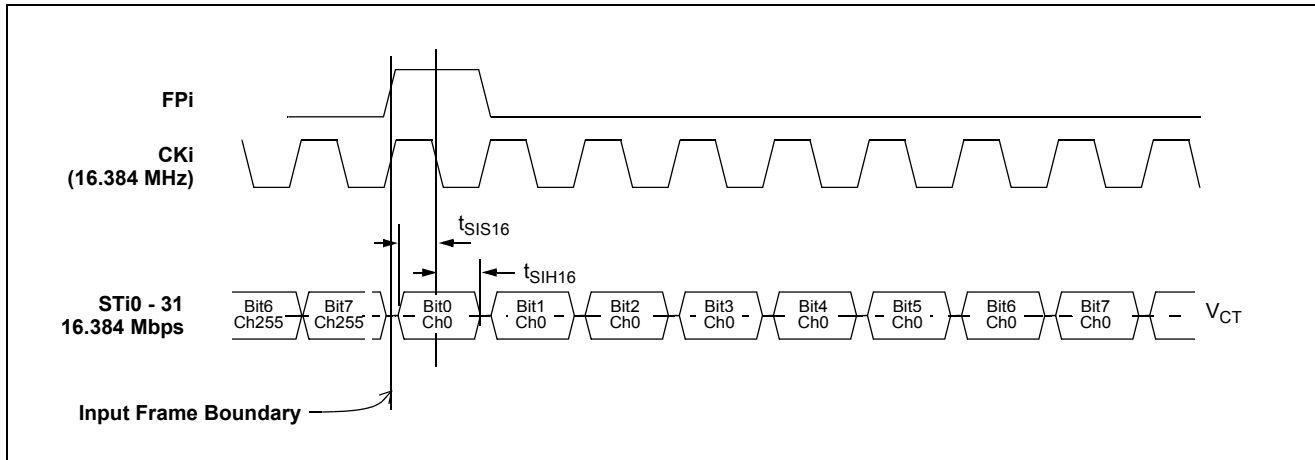 FPi
CKi
(16.384 MHz)
tSIS16
tSIH16
STi0 - 31
16.384 Mbps
Bit6
Ch255
Bit7
Ch255
Bit0
Ch0
Bit1
Ch0
Bit2
Ch0
Bit3
Ch0
Bit4
Ch0
Bit5
Ch0
Bit6
Ch0
Bit7
Ch0
VCT
Input Frame Boundary